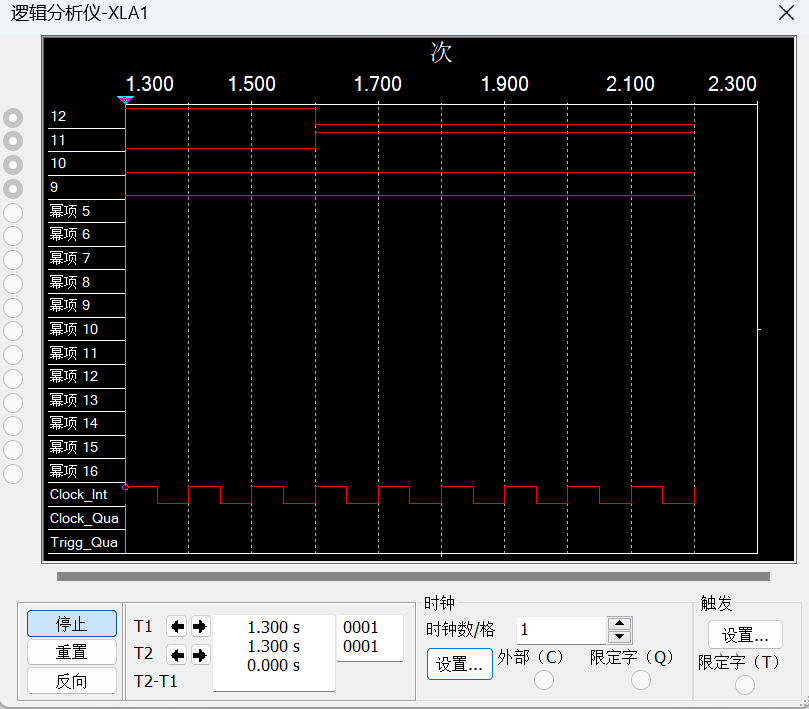 逻辑分析仪-XLA1
次
1.300 1.500 1.700 1.900 2.100 2.300
12
11
10
9
幂项 5
幂项 6
幂项 7
幂项 8
幂项 9
幂项 10
幂项 11
幂项 12
幂项 13
幂项 14
幂项 15
幂项 16
Clock_Int
Clock_Qua
Trigg_Qua
停止
重置
反向
T1
T2
T2-T1
1.300 s
1.300 s
0.000 s
0001
0001
时钟
时钟数/格 1
设置... 外部（C） 限定字（Q）
触发
设置...
限定字（T）